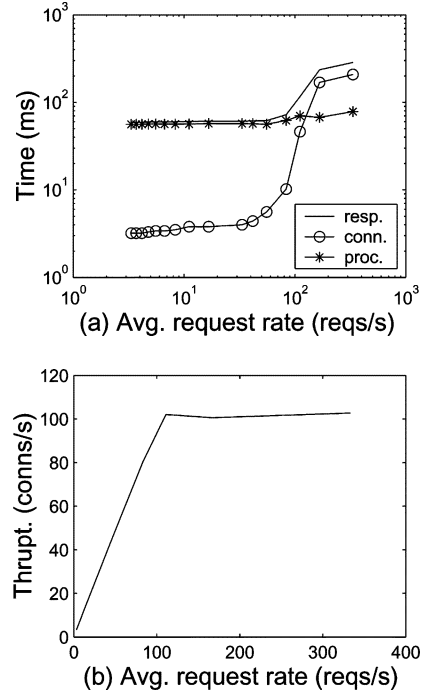 10^3
10^2
10^1
10^0
Time (ms)
resp.
conn.
proc.
10^0 10^1 10^2 10^3
(a) Avg. request rate (reqs/s)
120
100
80
60
40
20
0
Thrupt. (conns/s)
0 100 200 300 400
(b) Avg. request rate (reqs/s)